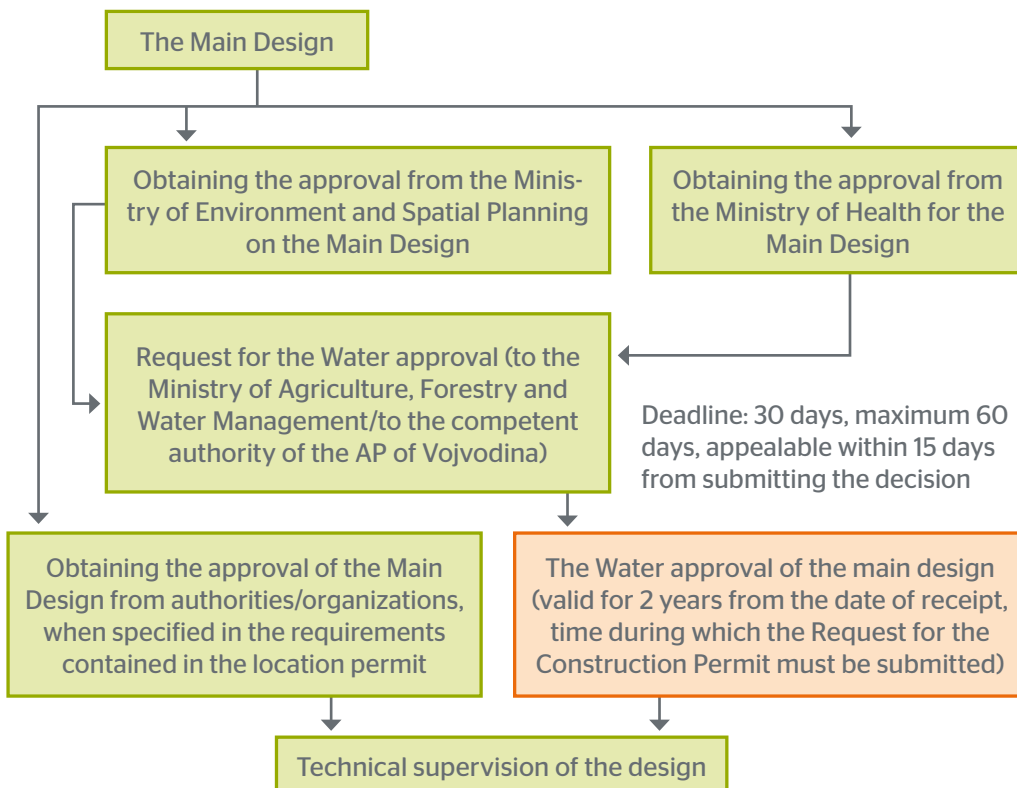 The Main Design
Obtaining the approval from the Minis-
try of Environment and Spatial Planning
on the Main Design
Obtaining the approval from
the Ministry of Health for the
Main Design
Request for the Water approval (to the
Ministry of Agriculture, Forestry and
Water Management/to the competent
authority of the AP of Vojvodina)
Deadline: 30 days, maximum 60
days, appealable within 15 days
from submitting the decision
Obtaining the approval of the Main
Design from authorities/organizations,
when specified in the requirements
contained in the location permit
The Water approval of the main design
(valid for 2 years from the date of receipt,
time during which the Request for the
Construction Permit must be submitted)
Technical supervision of the design